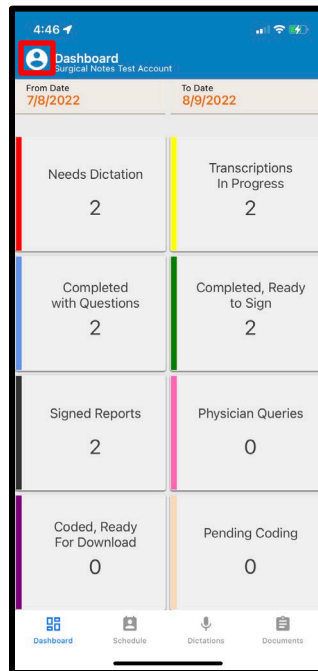 4:46
Dashboard
Surgical Notes Test Account
From Date
7/8/2022
To Date
8/9/2022
Needs Dictation
2
Transcriptions
In Progress
2
Completed
with Questions
2
Completed, Ready
to Sign
2
Signed Reports
2
Physician Queries
0
Coded, Ready
For Download
0
Pending Coding
0
Dashboard
Schedule
Dictations
Documents